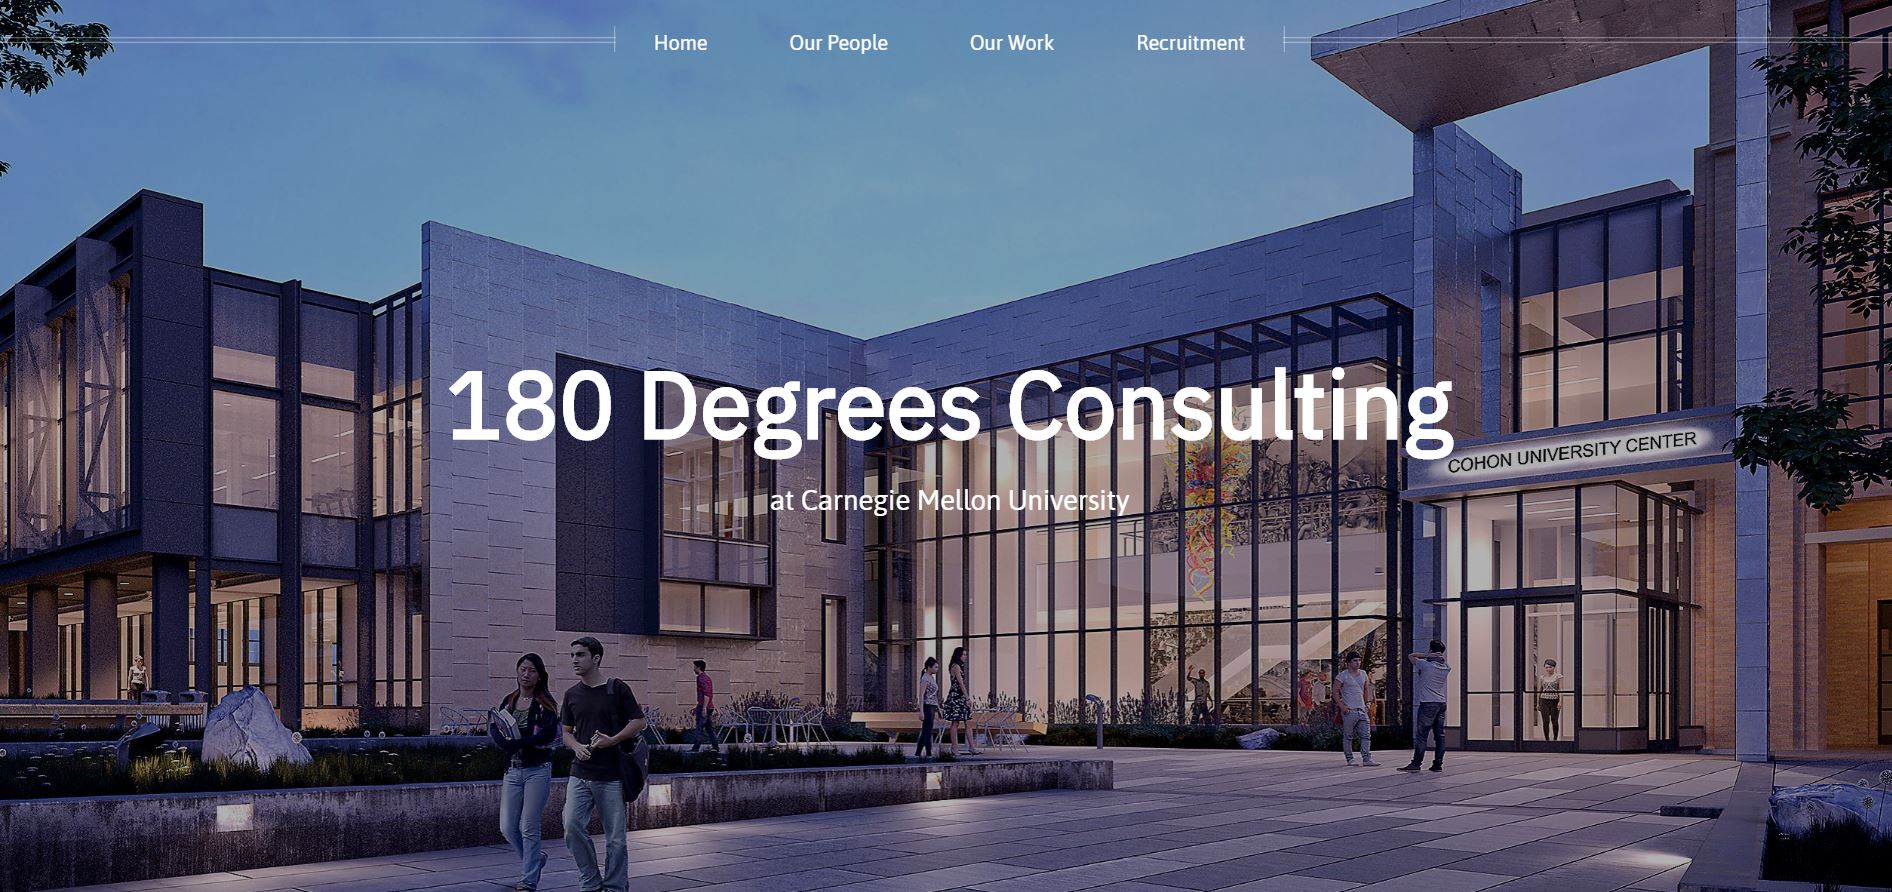 Home
Our People
Our Work
Recruitment
180 Degrees Consulting
at Carnegie Mellon University
COHON UNIVERSITY CENTER